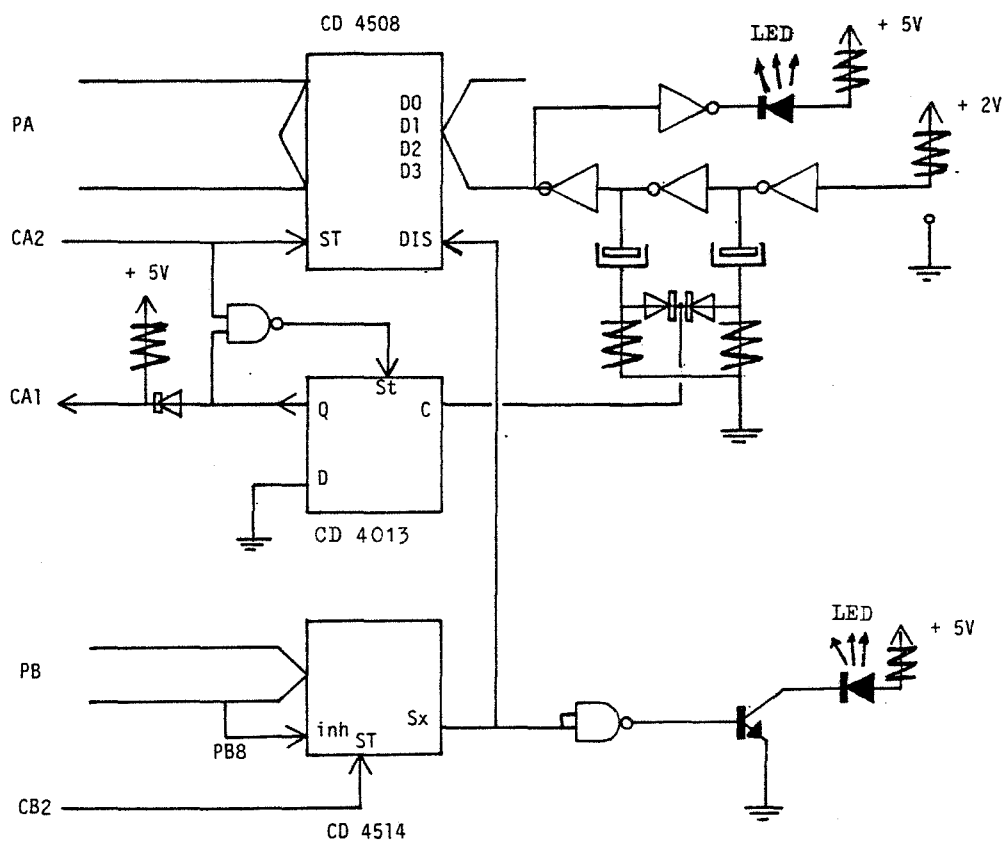 CD 4508
LED
+ 5V
+ 2V
PA
D0
D1
D2
D3
CA2
ST
DIS
+ 5V
St
CA1
Q
C
D
CD 4013
LED
+ 5V
PB
inh
ST
Sx
PB8
CB2
CD 4514